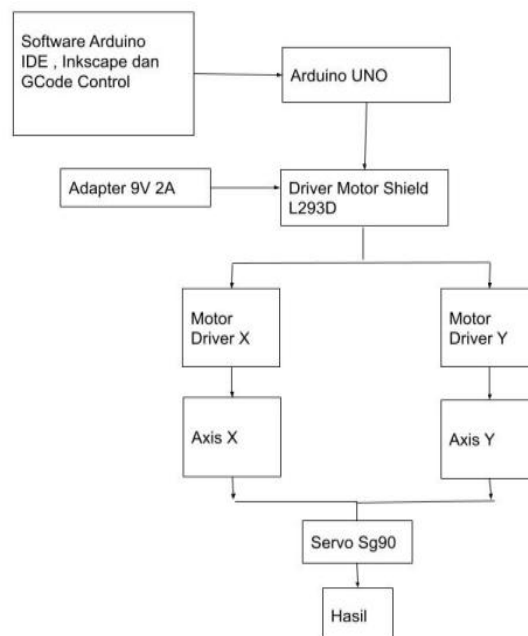 Software Arduino
IDE , Inkscape dan
GCode Control
Arduino UNO
Adapter 9V 2A
Driver Motor Shield
L293D
Motor
Driver X
Motor
Driver Y
Axis X
Axis Y
Servo Sg90
Hasil